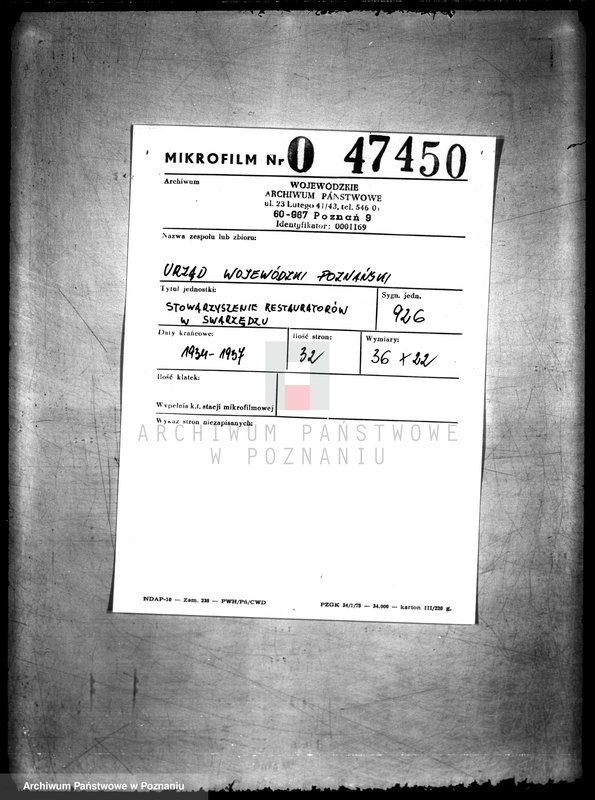 MIKROFILM Nr 0 47450
Archiwum
WOJEWÓDZKIE
ARCHIWUM PAŃSTWOWE
ul. 23 Lutego 41/43, tel. 546 0
60-967 Poznań 9
Identyfikator: 0001169
Nazwa zespołu lub zbioru:
URZĄD WOJEWÓDZKI POZNAŃSKI
Tytuł jednostki:
STOWARZYSZENIE RESTAURATORÓW
W SWARZĘDZU
Sygn. jedn.
926
Daty krańcowe:
1934-1937
Ilość stron:
32
Wymiary:
36 x 22
Ilość klatek:
Wypełnia k.t. stacji mikrofilmowej
Wykaz stron niezapisanych:
ARCHIWUM PAŃSTWOWE
W POZNANIU
NDAP-10 — Zam. 238 — PWH/Pń/CWD
PZGK 34/1/78 — 34.000 — karton III/220 g.
Archiwum Państwowe w Poznaniu